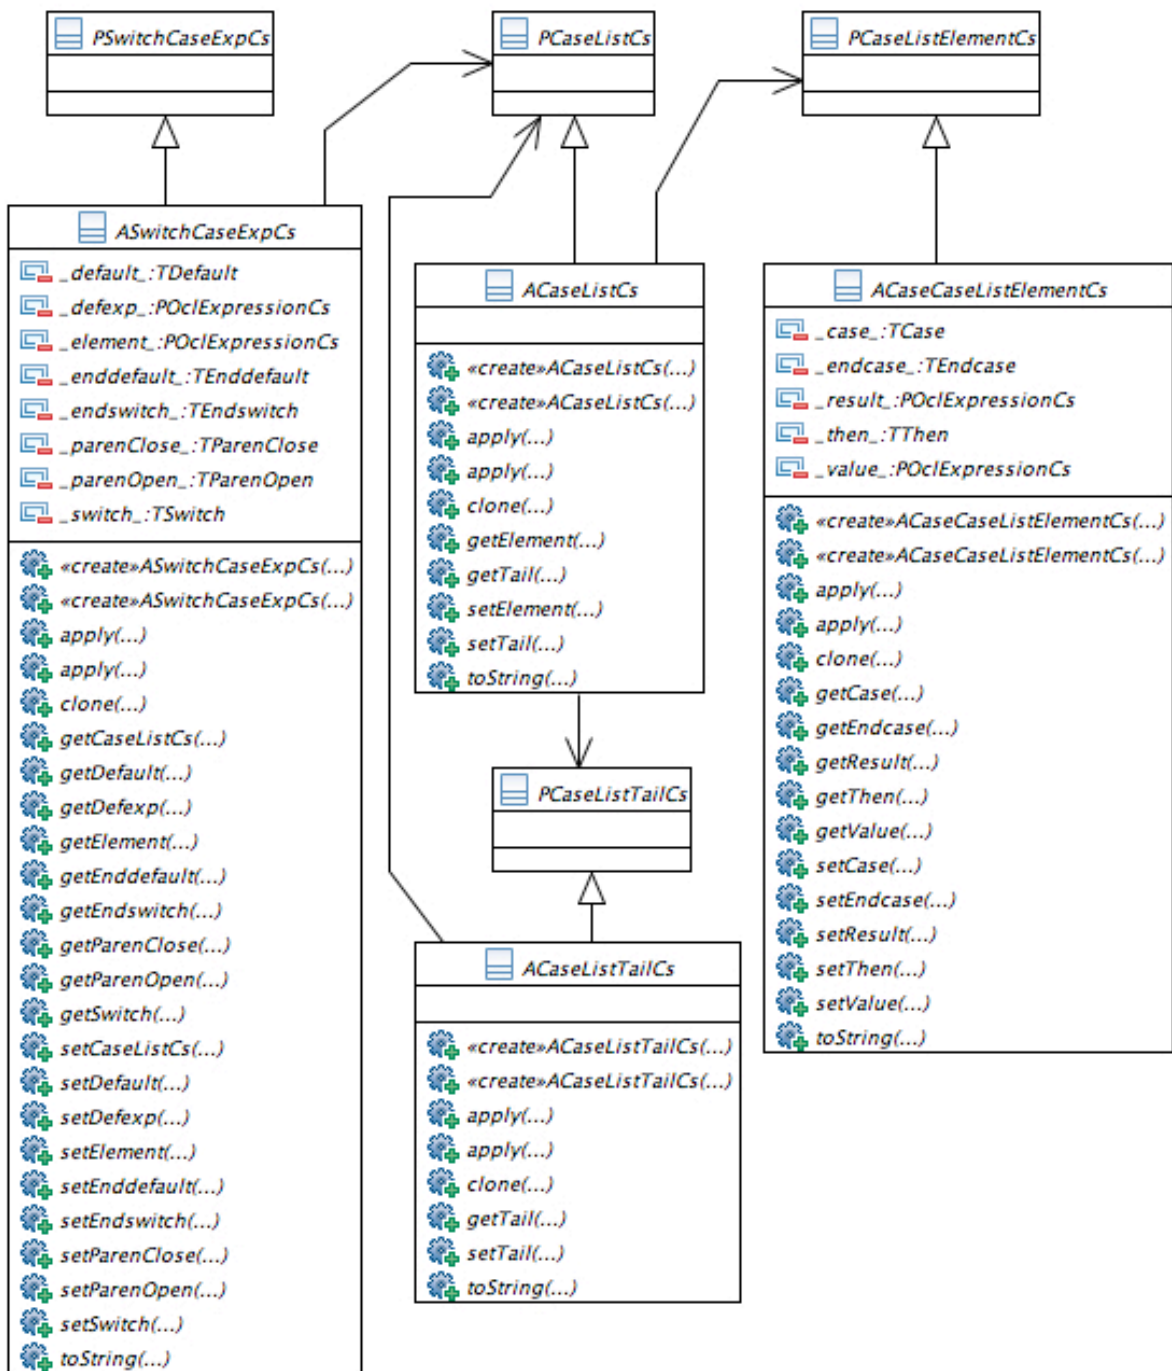 PSwitchCaseExpCs
PCaseListCs
PCaseListElementCs
ASwitchCaseExpCs
_default_:TDefault
_defexp_:POclExpressionCs
_element_:POclExpressionCs
_enddefault_:TEnddefault
_endswitch_:TEndswitch
_parenClose_:TParenClose
_parenOpen_:TParenOpen
_switch_:TSwitch
«create»ASwitchCaseExpCs(...)
«create»ASwitchCaseExpCs(...)
apply(...)
apply(...)
clone(...)
getCaseListCs(...)
getDefault(...)
getDefexp(...)
getElement(...)
getEnddefault(...)
getEndswitch(...)
getParenClose(...)
getParenOpen(...)
getSwitch(...)
setCaseListCs(...)
setDefault(...)
setDefexp(...)
setElement(...)
setEnddefault(...)
setEndswitch(...)
setParenClose(...)
setParenOpen(...)
setSwitch(...)
toString(...)
ACaseListCs
«create»ACaseListCs(...)
«create»ACaseListCs(...)
apply(...)
apply(...)
clone(...)
getElement(...)
getTail(...)
setElement(...)
setTail(...)
toString(...)
PCaseListTailCs
ACaseListTailCs
«create»ACaseListTailCs(...)
«create»ACaseListTailCs(...)
apply(...)
apply(...)
clone(...)
getTail(...)
setTail(...)
toString(...)
ACaseCaseListElementCs
_case_:TCase
_endcase_:TEndcase
_result_:POclExpressionCs
_then_:TThen
_value_:POclExpressionCs
«create»ACaseCaseListElementCs(...)
«create»ACaseCaseListElementCs(...)
apply(...)
apply(...)
clone(...)
getCase(...)
getEndcase(...)
getResult(...)
getThen(...)
getValue(...)
setCase(...)
setEndcase(...)
setResult(...)
setThen(...)
setValue(...)
toString(...)